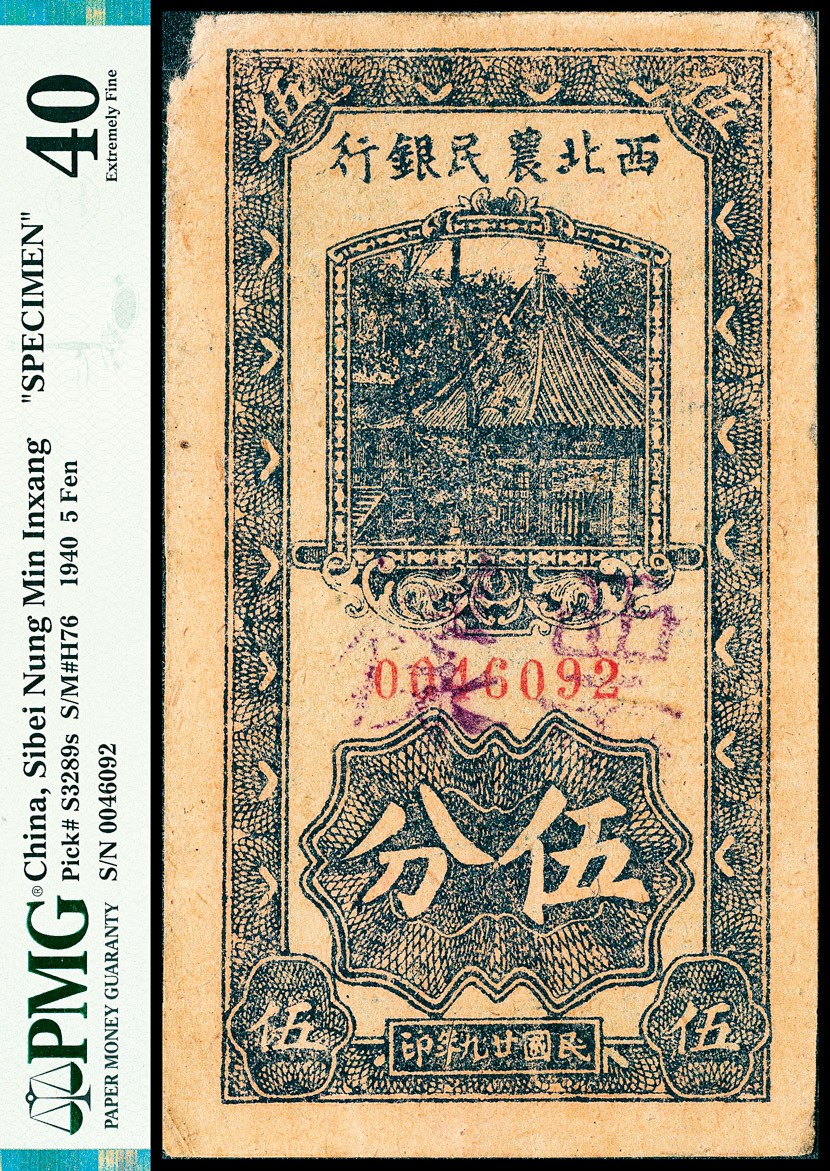 PMG®
PAPER MONEY GUARANTY
China, Sibei Nung Min Inxang "SPECIMEN"
Pick# S3289s S/M#H76 1940 5 Fen
S/N 0046092
40
Extremely Fine
伍 伍
西北農民銀行
0046092
伍分
伍 伍
民國廿九年印